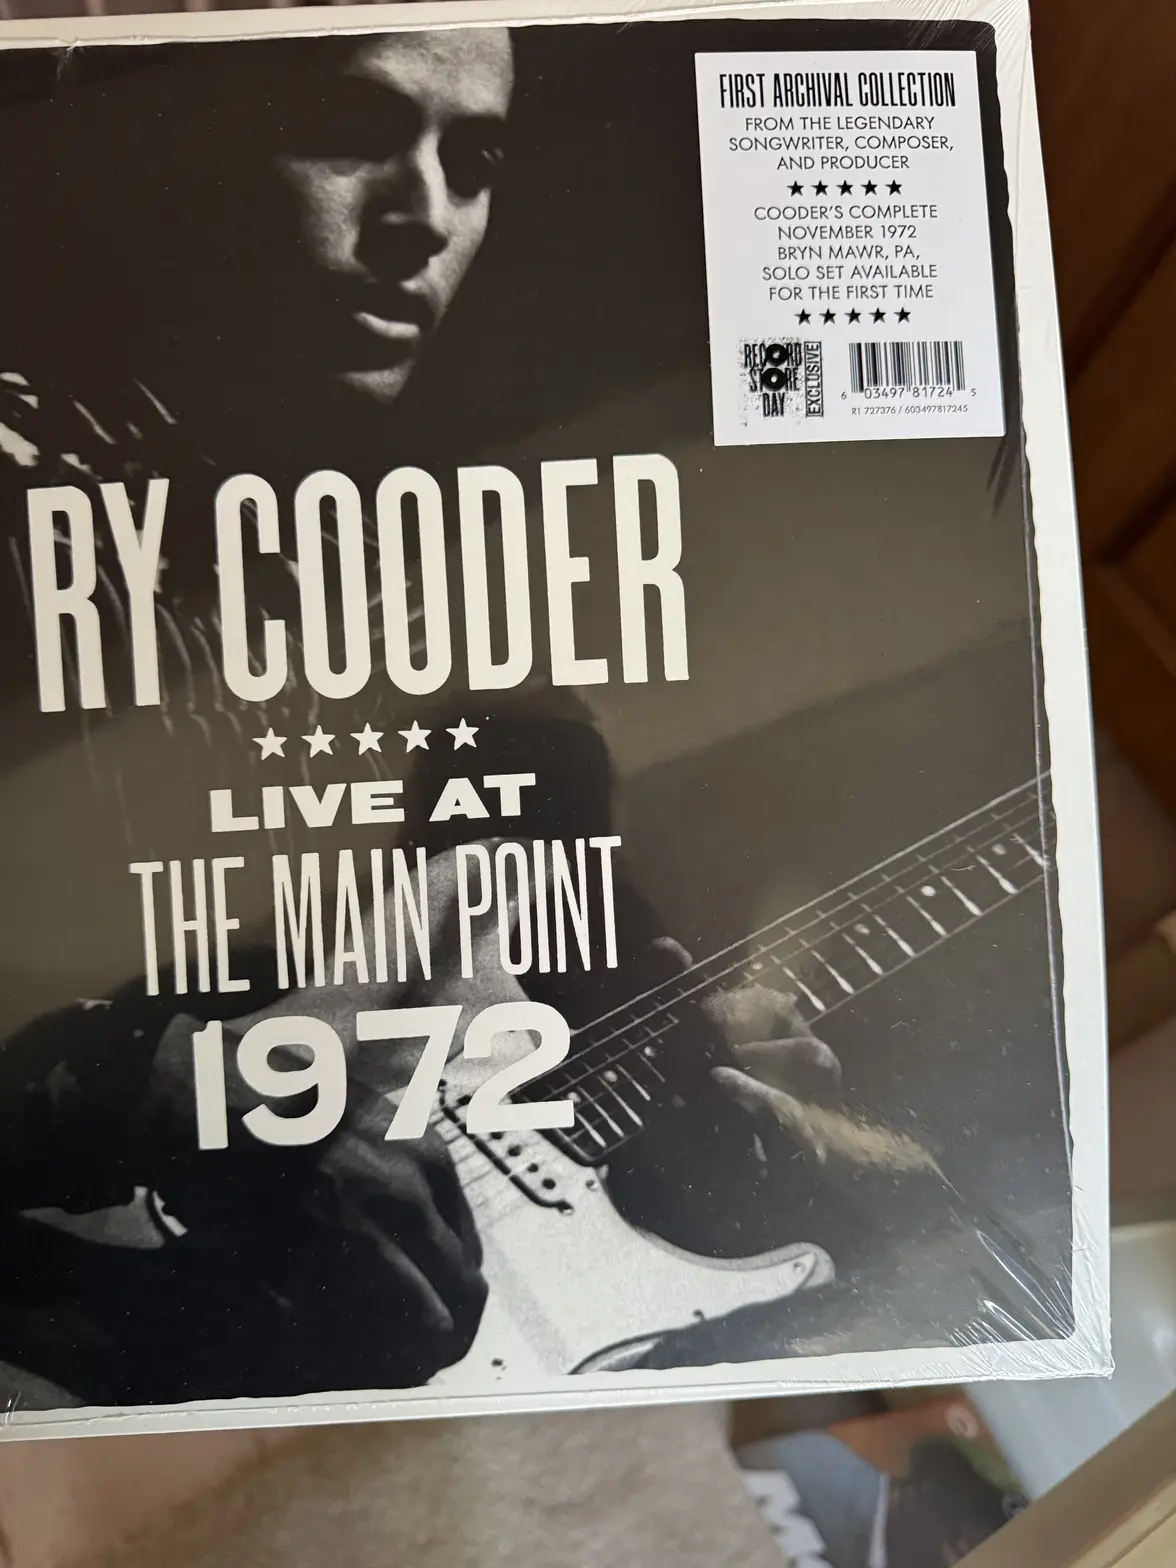 FIRST ARCHIVAL COLLECTION
FROM THE LEGENDARY
SONGWRITER, COMPOSER,
AND PRODUCER
COODER'S COMPLETE
NOVEMBER 1972
BRYN MAWR, PA,
SOLO SET AVAILABLE
FOR THE FIRST TIME
RECORD
STORE
DAY
EXCLUSIVE
6 03497 81724 5
R1 727376 / 603497817245
RY COODER
LIVE AT
THE MAIN POINT
1972